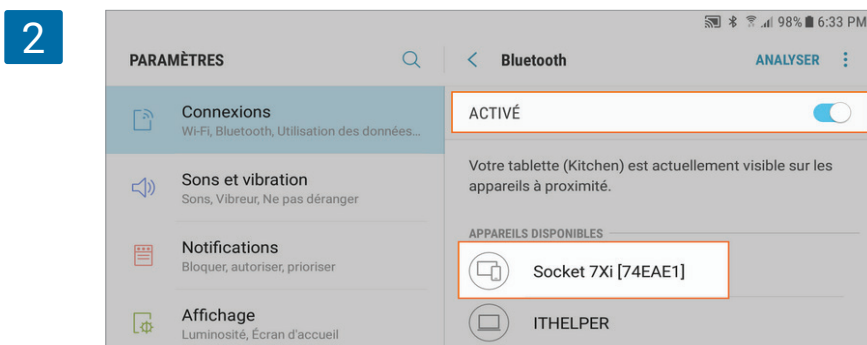 2
98% 6:33 PM
PARAMÈTRES
Bluetooth
ANALYSER
Connexions
Wi-Fi, Bluetooth, Utilisation des données...
Sons et vibration
Sons, Vibreur, Ne pas déranger
Notifications
Bloquer, autoriser, prioriser
Affichage
Luminosité, Écran d'accueil
ACTIVÉ
Votre tablette (Kitchen) est actuellement visible sur les
appareils à proximité.
APPAREILS DISPONIBLES
Socket 7Xi [74EAE1]
ITHELPER